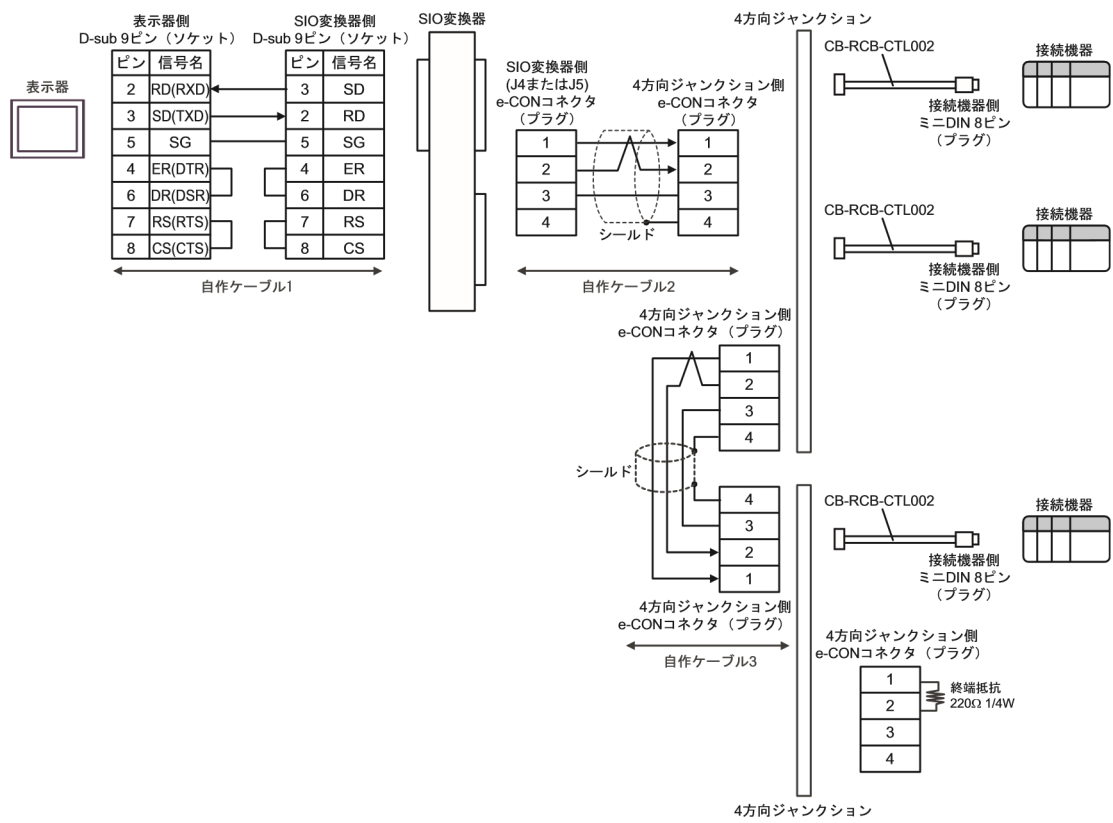 表示器
表示器側
D-sub 9ピン（ソケット）
ピン 信号名
2 RD(RXD)
3 SD(TXD)
5 SG
4 ER(DTR)
6 DR(DSR)
7 RS(RTS)
8 CS(CTS)
SIO変換器側
D-sub 9ピン（ソケット）
ピン 信号名
3 SD
2 RD
5 SG
4 ER
6 DR
7 RS
8 CS
自作ケーブル1
SIO変換器
SIO変換器側
(J4またはJ5)
e-CONコネクタ
（プラグ）
1
2
3
4
シールド
4方向ジャンクション側
e-CONコネクタ
（プラグ）
1
2
3
4
自作ケーブル2
4方向ジャンクション
CB-RCB-CTL002
接続機器側
ミニDIN 8ピン
（プラグ）
接続機器
CB-RCB-CTL002
接続機器側
ミニDIN 8ピン
（プラグ）
接続機器
4方向ジャンクション側
e-CONコネクタ（プラグ）
1
2
3
4
シールド
4
3
2
1
4方向ジャンクション側
e-CONコネクタ（プラグ）
自作ケーブル3
CB-RCB-CTL002
接続機器側
ミニDIN 8ピン
（プラグ）
接続機器
4方向ジャンクション側
e-CONコネクタ（プラグ）
1
2
3
4
終端抵抗
220Ω 1/4W
4方向ジャンクション